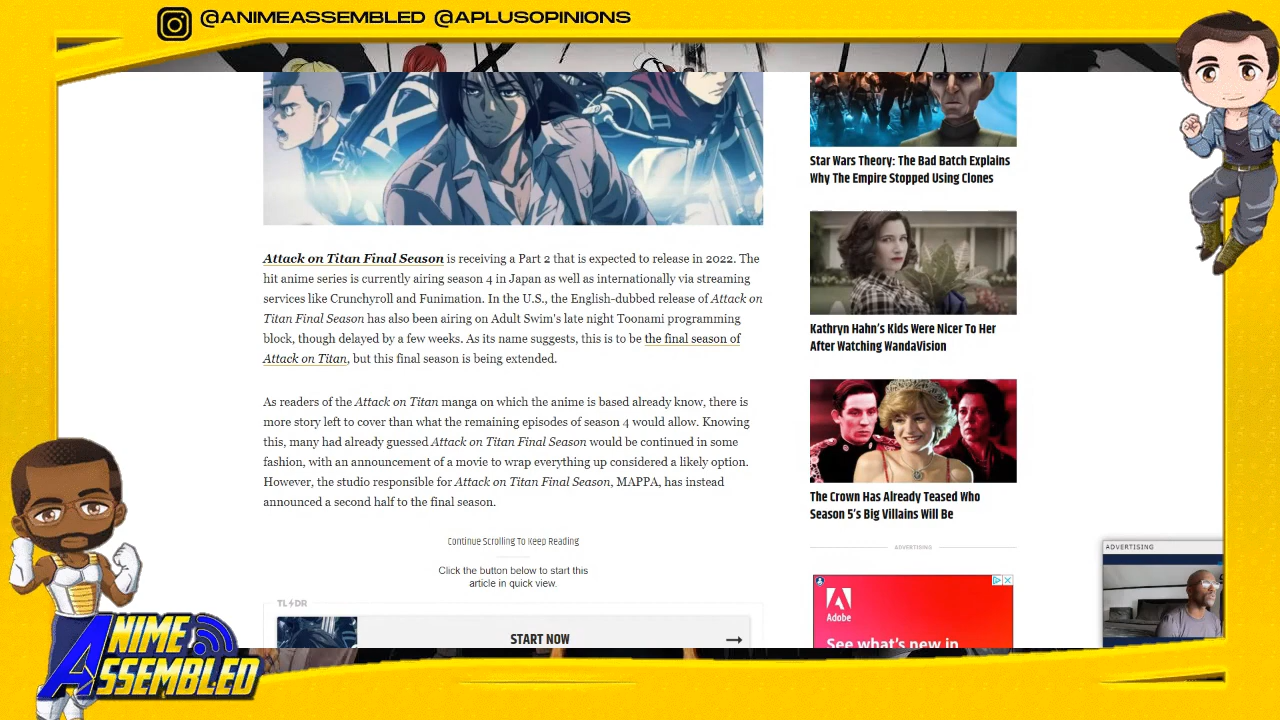 @ANIMEASSEMBLED @APLUSOPINIONS
Attack on Titan Final Season is receiving a Part 2 that is expected to release in 2022. The
hit anime series is currently airing season 4 in Japan as well as internationally via streaming
services like Crunchyroll and Funimation. In the U.S., the English-dubbed release of Attack on
Titan Final Season has also been airing on Adult Swim's late night Toonami programming
block, though delayed by a few weeks. As its name suggests, this is to be the final season of
Attack on Titan, but this final season is being extended.
As readers of the Attack on Titan manga on which the anime is based already know, there is
more story left to cover than what the remaining episodes of season 4 would allow. Knowing
this, many had already guessed Attack on Titan Final Season would be continued in some
fashion, with an announcement of a movie to wrap everything up considered a likely option.
However, the studio responsible for Attack on Titan Final Season, MAPPA, has instead
announced a second half to the final season.
Continue Scrolling To Keep Reading
Click the button below to start this
article in quick view.
TL DR
START NOW
Star Wars Theory: The Bad Batch Explains
Why The Empire Stopped Using Clones
Kathryn Hahn's Kids Were Nicer To Her
After Watching WandaVision
The Crown Has Already Teased Who
Season 5's Big Villains Will Be
ADVERTISING
Adobe
See what's new in
ADVERTISING
ANIME
ASSEMBLED